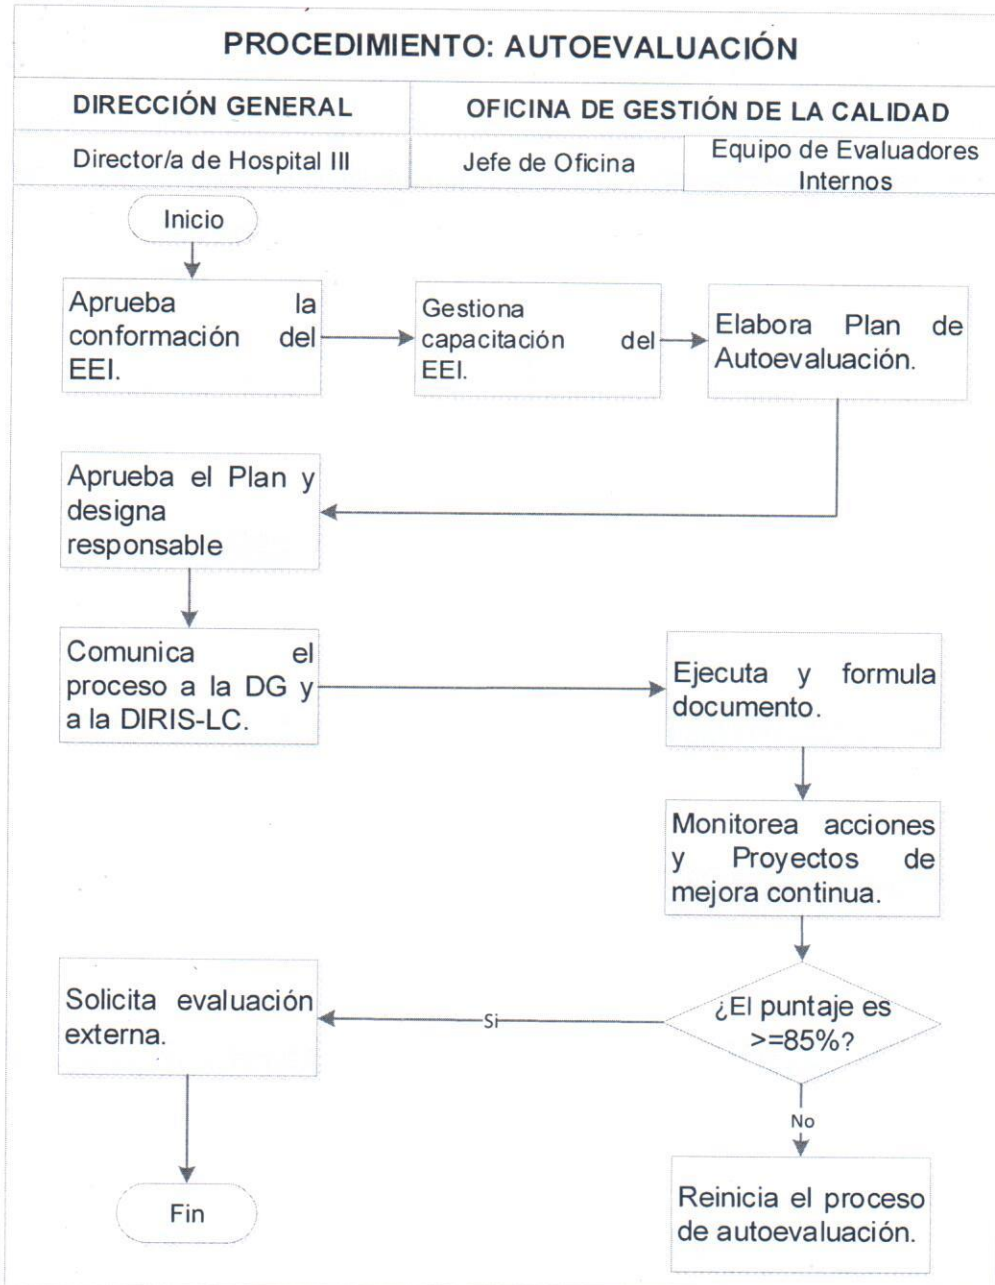 PROCEDIMIENTO: AUTOEVALUACIÓN
DIRECCIÓN GENERAL
OFICINA DE GESTIÓN DE LA CALIDAD
Director/a de Hospital III
Jefe de Oficina
Equipo de Evaluadores
Internos
Inicio
Aprueba la
conformación del
EEI.
Gestiona
capacitación del
EEI.
Elabora Plan de
Autoevaluación.
Aprueba el Plan y
designa
responsable
Comunica el
proceso a la DG y
a la DIRIS-LC.
Ejecuta y formula
documento.
Monitorea acciones
y Proyectos de
mejora continua.
¿El puntaje es
>=85%?
Si
Solicita evaluación
externa.
No
Reinicia el proceso
de autoevaluación.
Fin